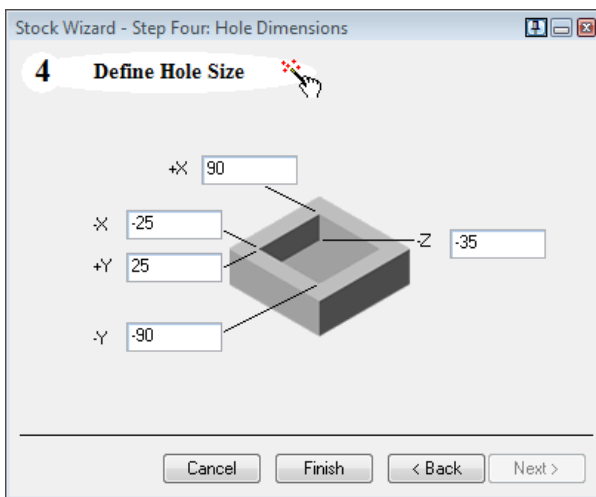 Stock Wizard - Step Four: Hole Dimensions
4 Define Hole Size
+X 90
-X -25
-Z -35
+Y 25
-Y -90
Cancel Finish < Back Next >